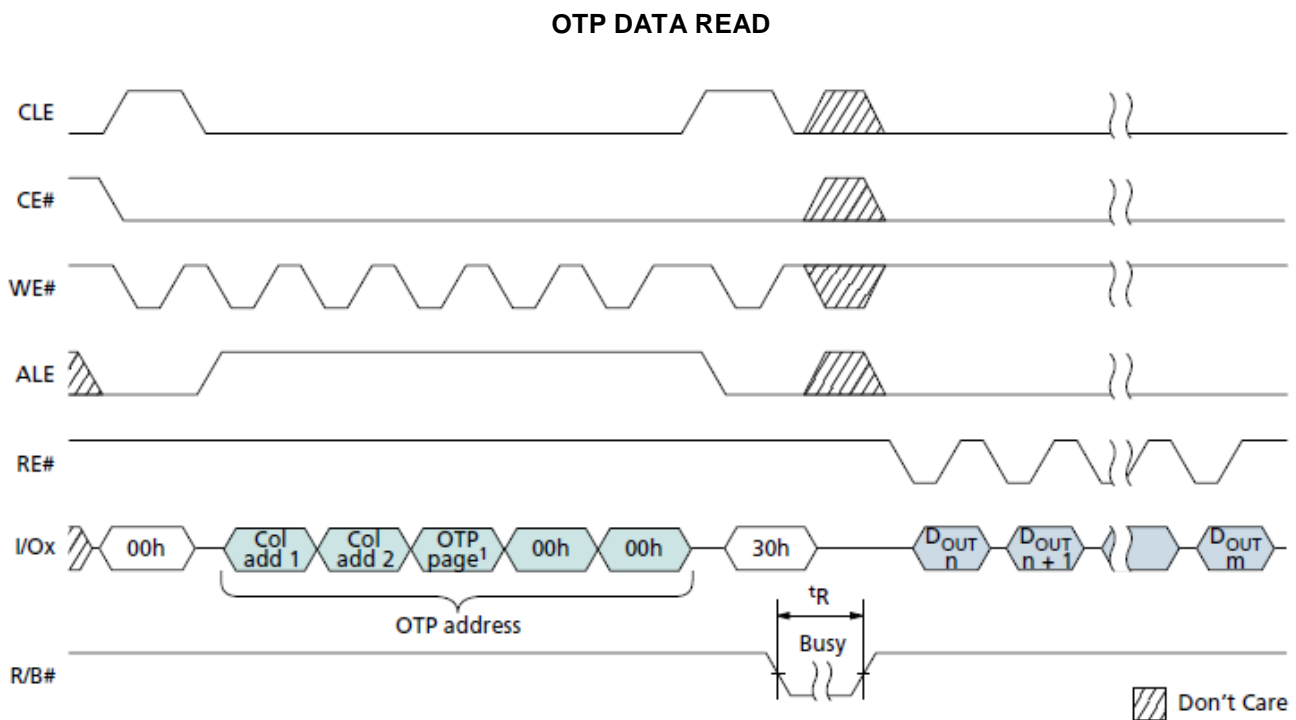 OTP DATA READ
CLE
CE#
WE#
ALE
RE#
I/Ox
00h
Col add 1
Col add 2
OTP page¹
00h
00h
30h
DOUT n
DOUT n + 1
DOUT m
OTP address
tR
Busy
R/B#
Don't Care